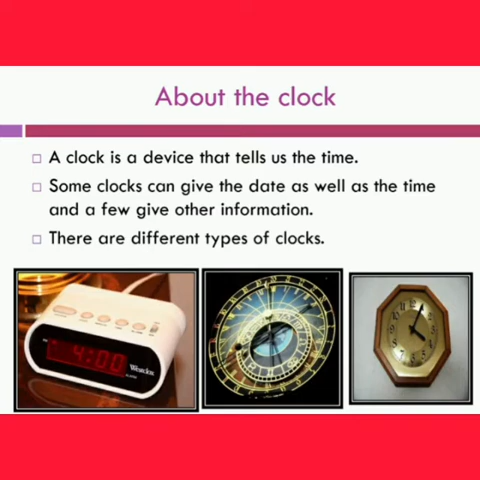 About the clock
A clock is a device that tells us the time.
Some clocks can give the date as well as the time
and a few give other information.
There are different types of clocks.
4:00
Westclox